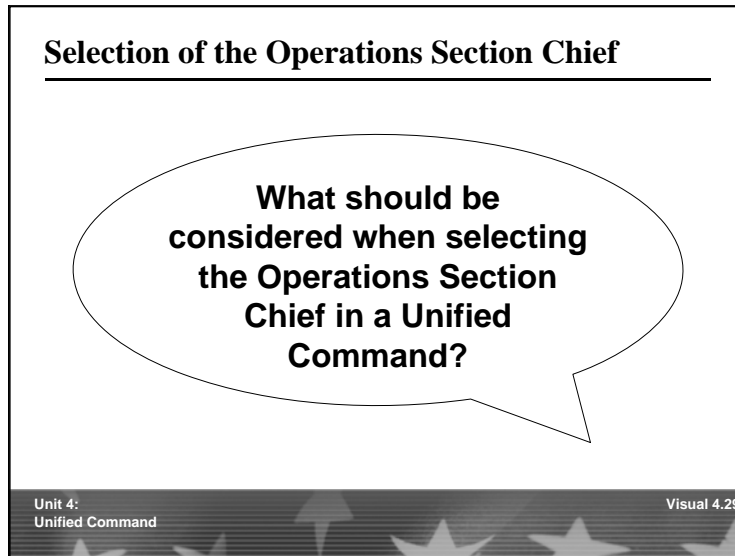 Selection of the Operations Section Chief
What should be
considered when selecting
the Operations Section
Chief in a Unified
Command?
Unit 4:
Unified Command
Visual 4.29